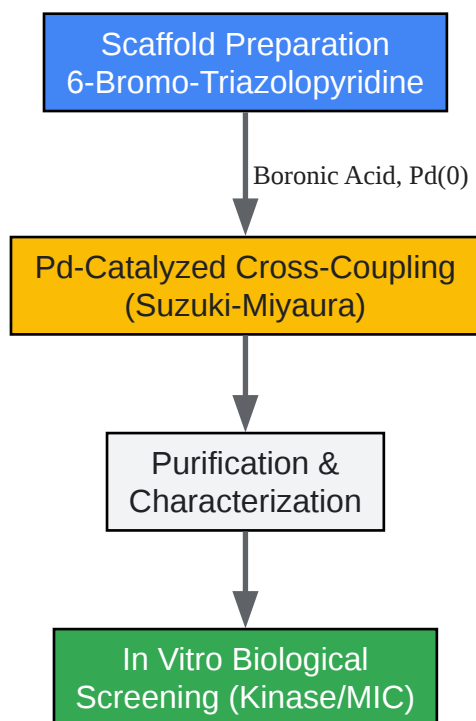 Scaffold Preparation
6-Bromo-Triazolopyridine
Boronic Acid, Pd(0)
Pd-Catalyzed Cross-Coupling
(Suzuki-Miyaura)
Purification &
Characterization
In Vitro Biological
Screening (Kinase/MIC)